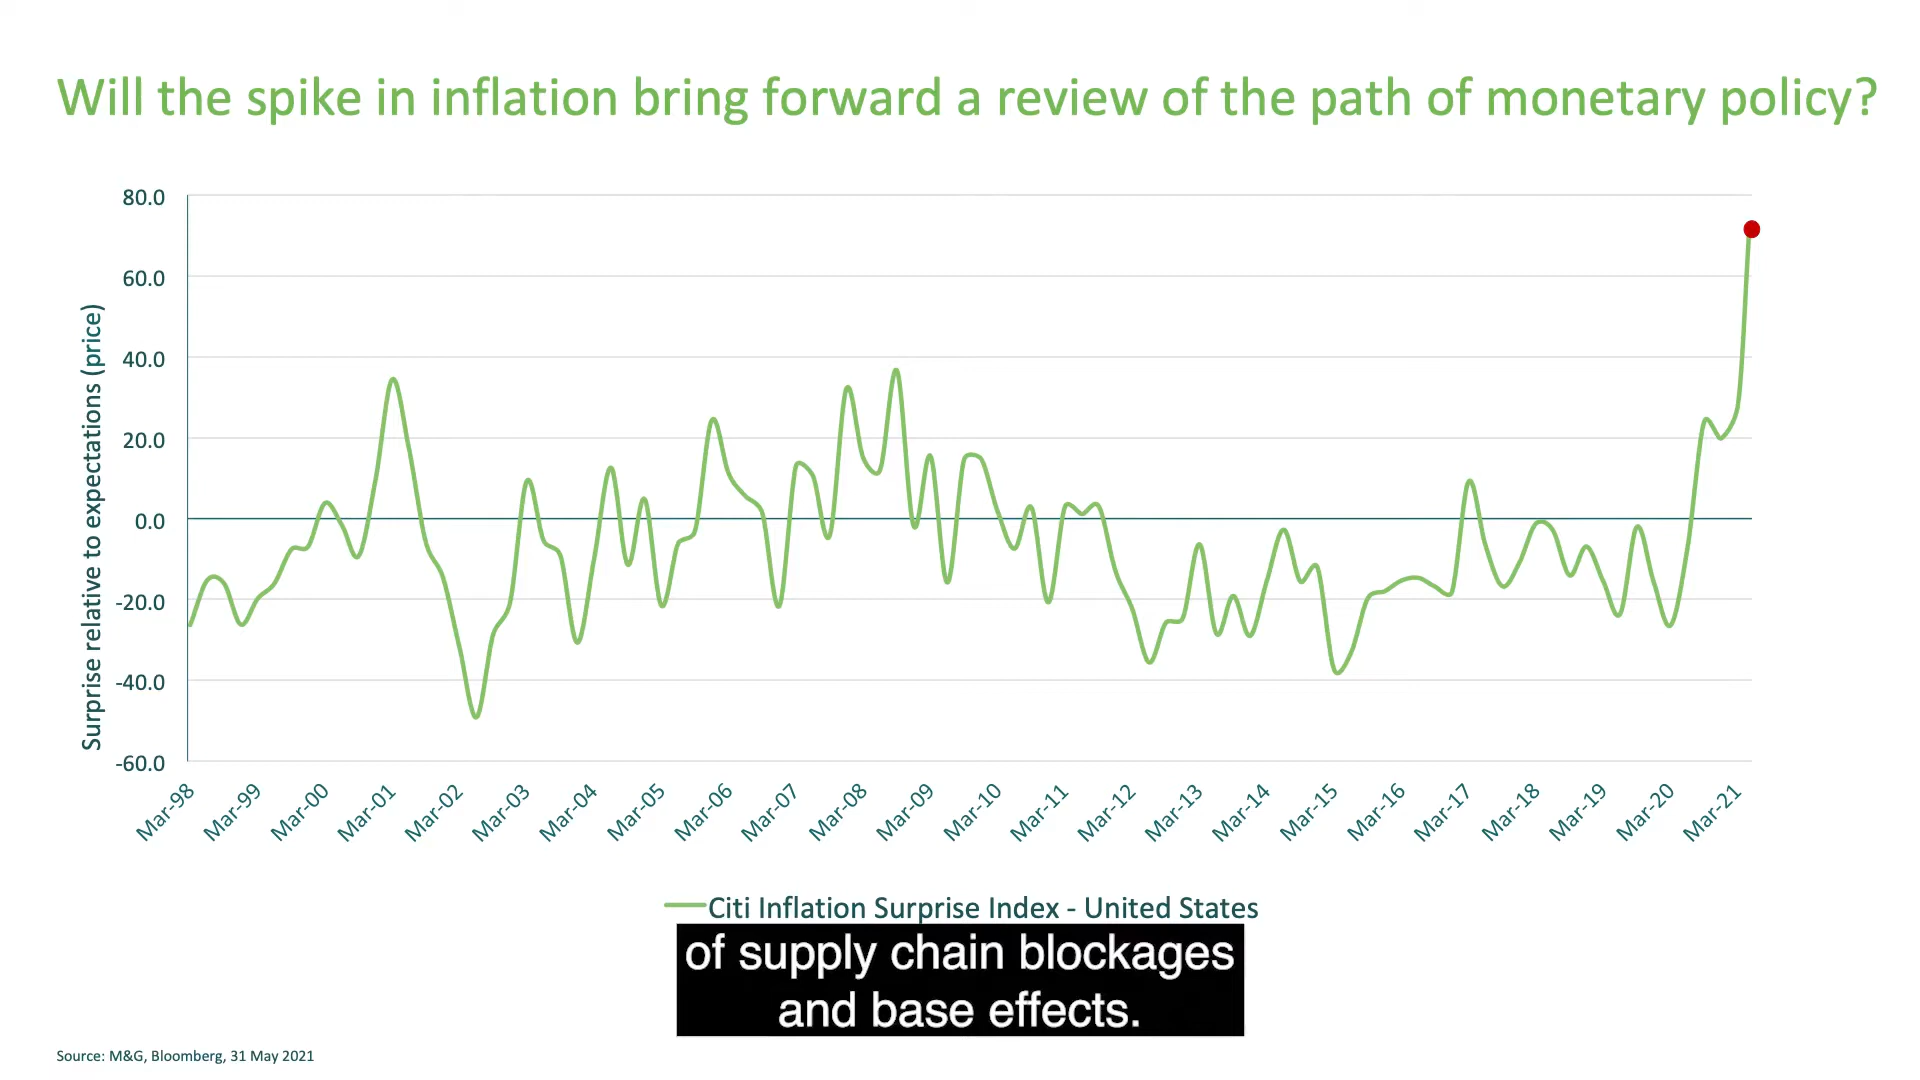 Will the spike in inflation bring forward a review of the path of monetary policy?
Surprise relative to expectations (price)
80.0
60.0
40.0
20.0
0.0
-20.0
-40.0
-60.0
Mar-98
Mar-99
Mar-00
Mar-01
Mar-02
Mar-03
Mar-04
Mar-05
Mar-06
Mar-07
Mar-08
Mar-09
Mar-10
Mar-11
Mar-12
Mar-13
Mar-14
Mar-15
Mar-16
Mar-17
Mar-18
Mar-19
Mar-20
Mar-21
Citi Inflation Surprise Index - United States
of supply chain blockages
and base effects.
Source: M&G, Bloomberg, 31 May 2021